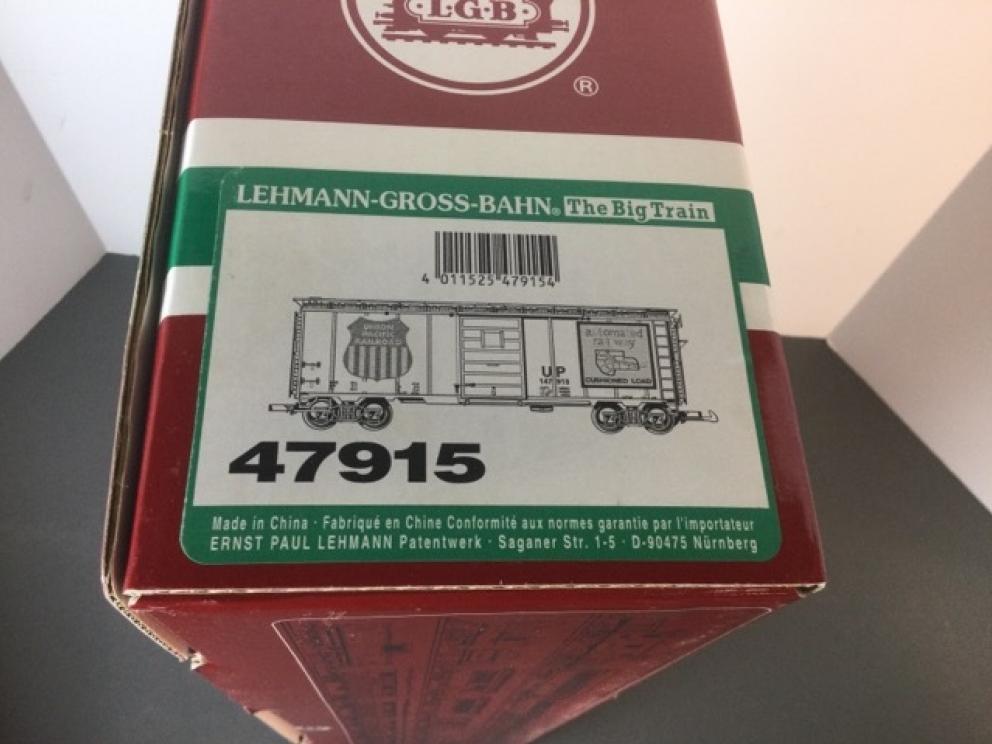 ·L·G·B·
®
LEHMANN-GROSS-BAHN® The Big Train
4 011525 479154
UNION
PACIFIC
RAILROAD
automated
rail way
UP
CUSHIONED LOAD
47915
Made in China · Fabriqué en Chine Conformité aux normes garantie par l'importateur
ERNST PAUL LEHMANN Patentwerk · Saganer Str. 1-5 · D-90475 Nürnberg